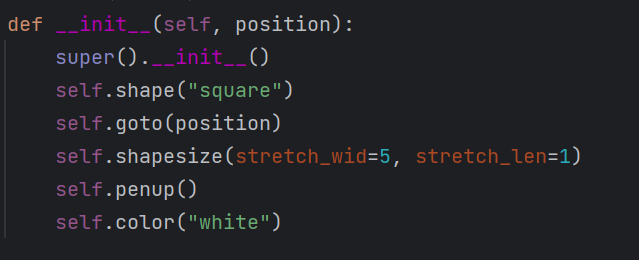 def __init__(self, position):
    super().__init__()
    self.shape("square")
    self.goto(position)
    self.shapesize(stretch_wid=5, stretch_len=1)
    self.penup()
    self.color("white")